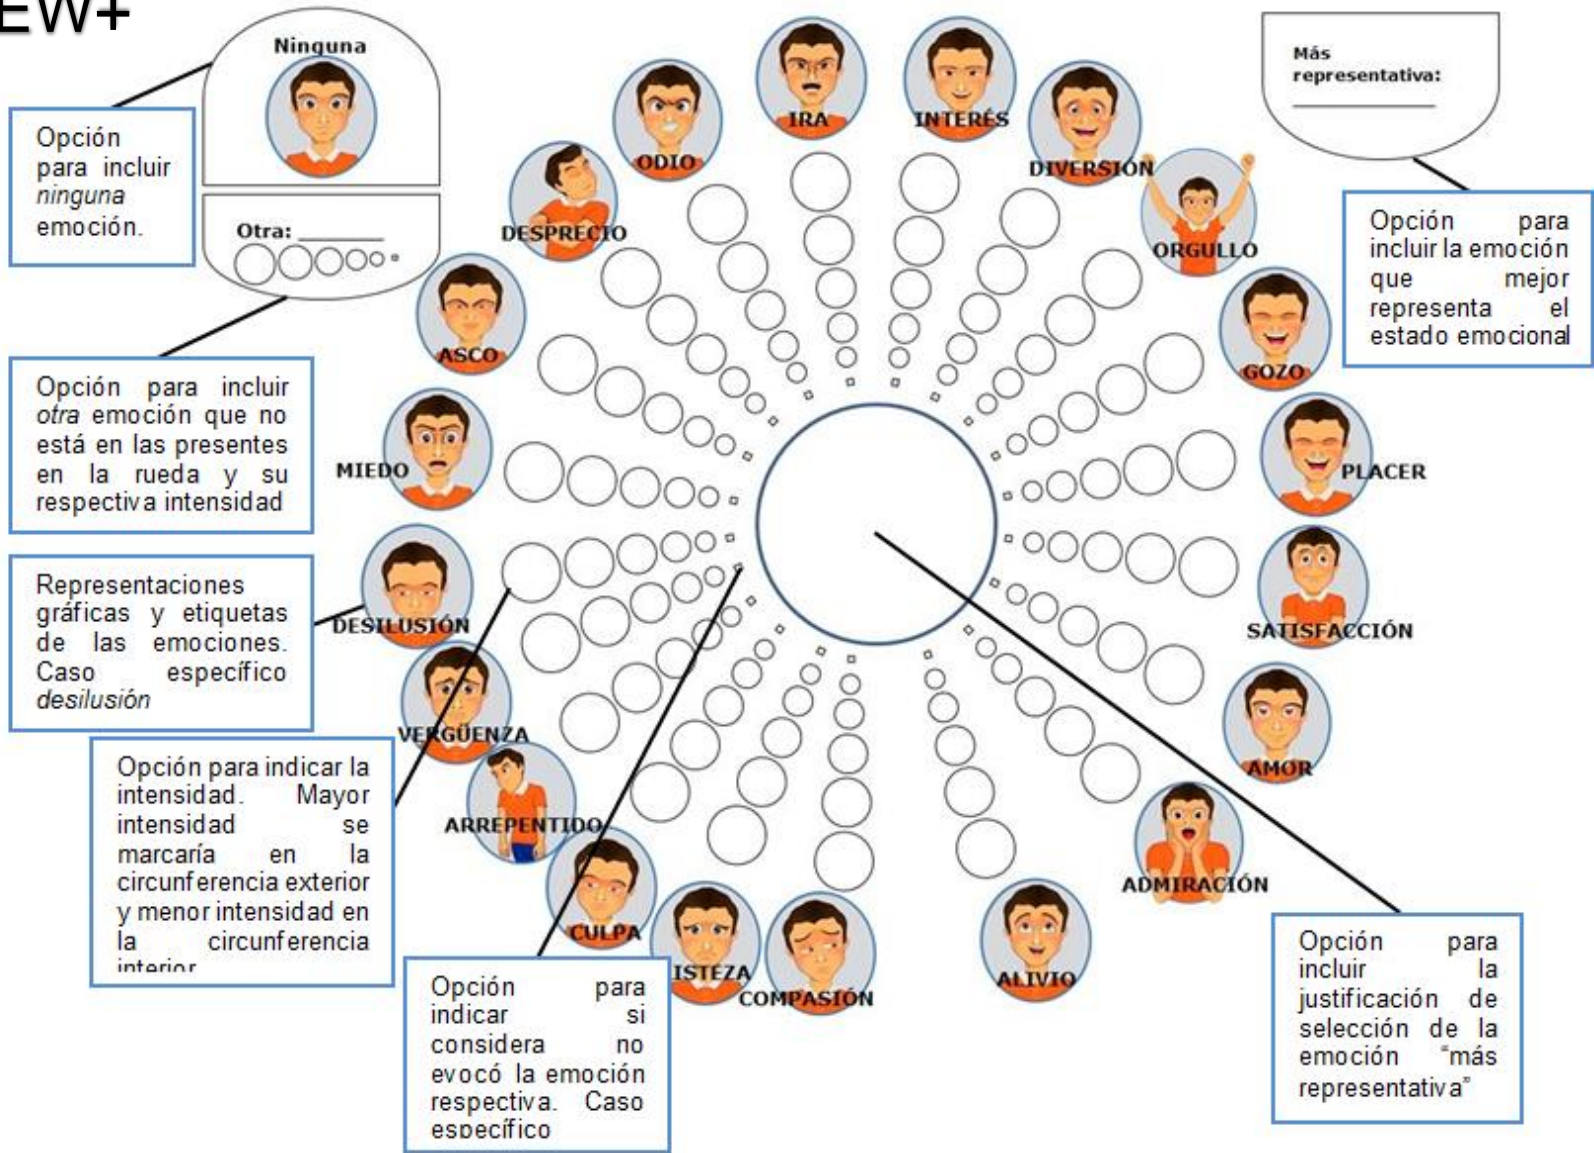 EW+
Ninguna
Opción
para incluir
ninguna
emoción.
Otra: ________
Opción para incluir
otra emoción que no
está en las presentes
en la rueda y su
respectiva intensidad
Representaciones
gráficas y etiquetas
de las emociones.
Caso específico
desilusión
Opción para indicar la
intensidad. Mayor
intensidad se
marcaría en la
circunferencia exterior
y menor intensidad en
la circunferencia
interior
Opción para
indicar si
considera no
evocó la emoción
respectiva. Caso
específico
IRA
INTERÉS
DIVERSIÓN
ORGULLO
GOZO
PLACER
SATISFACCIÓN
AMOR
ADMIRACIÓN
ALIVIO
COMPASIÓN
ISTEZA
CULPA
ARREPENTIDO
VERGÜENZA
DESILUSIÓN
MIEDO
ASCO
DESPRECIO
ODIO
Más
representativa:
______________
Opción para
incluir la emoción
que mejor
representa el
estado emocional
Opción para
incluir la
justificación de
selección de la
emoción “más
representativa”